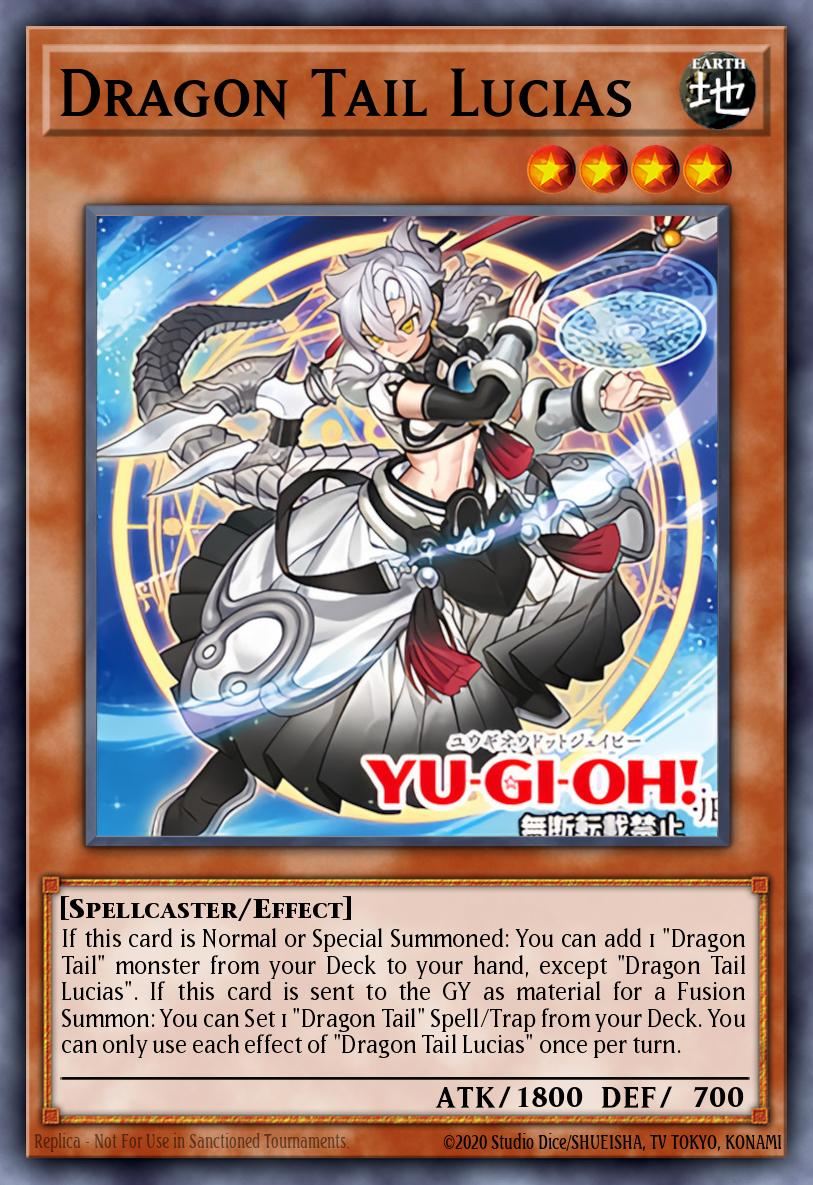 Dragon Tail Lucias
EARTH
地
ユウギオウドットジェイピー
YU-GI-OH!
.JP
無断転載禁止
[Spellcaster/Effect]
If this card is Normal or Special Summoned: You can add 1 "Dragon
Tail" monster from your Deck to your hand, except "Dragon Tail
Lucias". If this card is sent to the GY as material for a Fusion
Summon: You can Set 1 "Dragon Tail" Spell/Trap from your Deck. You
can only use each effect of "Dragon Tail Lucias" once per turn.
ATK/1800 DEF/ 700
Replica - Not For Use in Sanctioned Tournaments.
©2020 Studio Dice/SHUEISHA, TV TOKYO, KONAMI